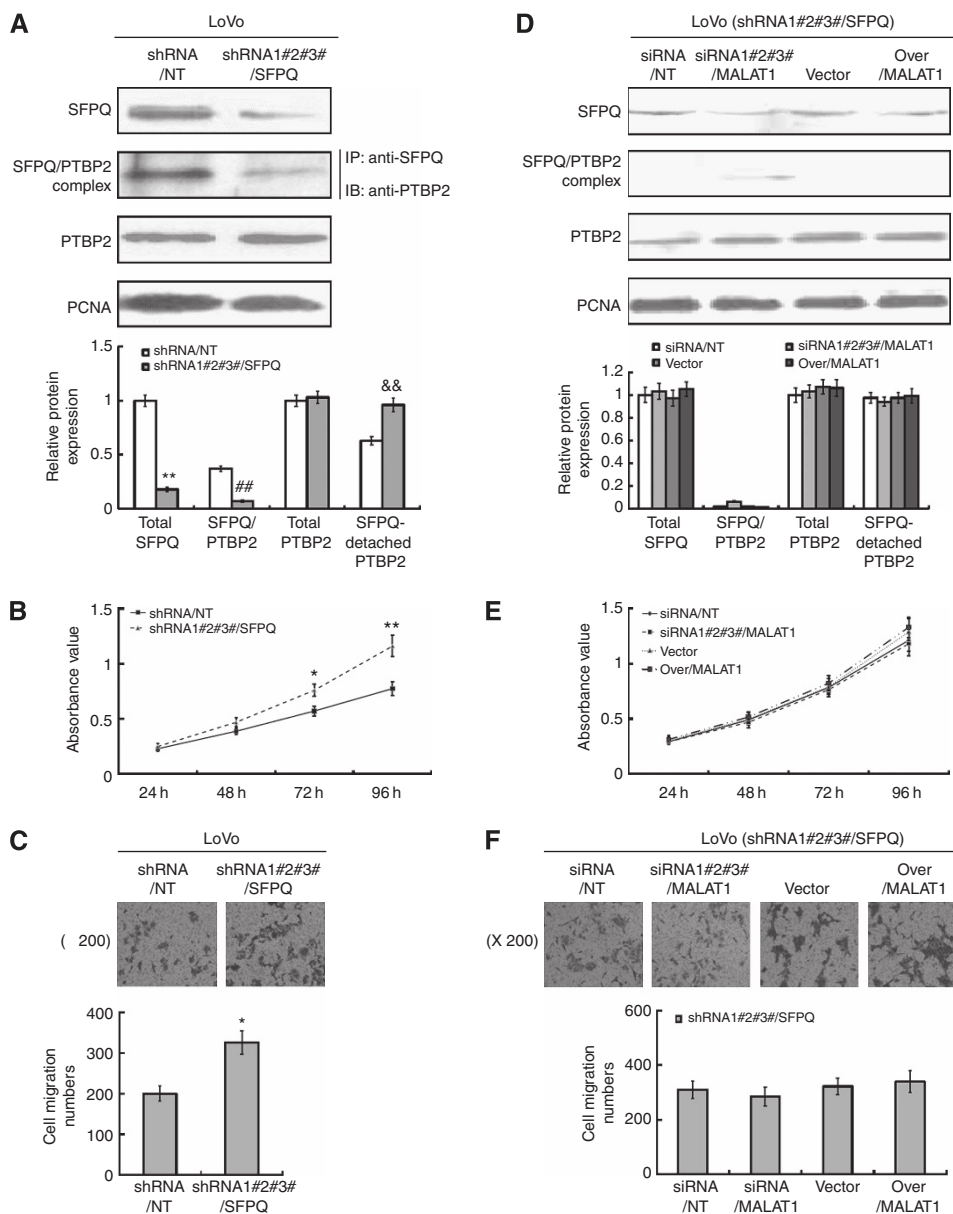 A
LoVo
shRNA
/NT
shRNA1#2#3#
/SFPQ
SFPQ
SFPQ/PTBP2
complex
IP: anti-SFPQ
IB: anti-PTBP2
PTBP2
PCNA
shRNA/NT
shRNA1#2#3#/SFPQ
Relative protein
expression
1.5
1
0.5
0
**
##
&&
Total
SFPQ
SFPQ/
PTBP2
Total
PTBP2
SFPQ-
detached
PTBP2
B
shRNA/NT
shRNA1#2#3#/SFPQ
Absorbance value
1.5
1
0.5
0
*
**
24 h
48 h
72 h
96 h
C
LoVo
shRNA
/NT
shRNA1#2#3#
/SFPQ
( 200)
Cell migration
numbers
400
300
200
100
0
*
shRNA
/NT
shRNA1#2#3#
/SFPQ
D
LoVo (shRNA1#2#3#/SFPQ)
siRNA
/NT
siRNA1#2#3#
/MALAT1
Vector
Over
/MALAT1
SFPQ
SFPQ/PTBP2
complex
PTBP2
PCNA
siRNA/NT
siRNA1#2#3#/MALAT1
Vector
Over/MALAT1
Relative protein
expression
1.2
1
0.8
0.6
0.4
0.2
0
Total
SFPQ
SFPQ/
PTBP2
Total
PTBP2
SFPQ-
detached
PTBP2
E
siRNA/NT
siRNA1#2#3#/MALAT1
Vector
Over/MALAT1
Absorbance value
1.5
1
0.5
0
24 h
48 h
72 h
96 h
F
LoVo (shRNA1#2#3#/SFPQ)
siRNA
/NT
siRNA1#2#3#
/MALAT1
Vector
Over
/MALAT1
(X 200)
shRNA1#2#3#/SFPQ
Cell migration
numbers
600
400
200
0
siRNA
/NT
siRNA
/MALAT1
Vector
Over
/MALAT1